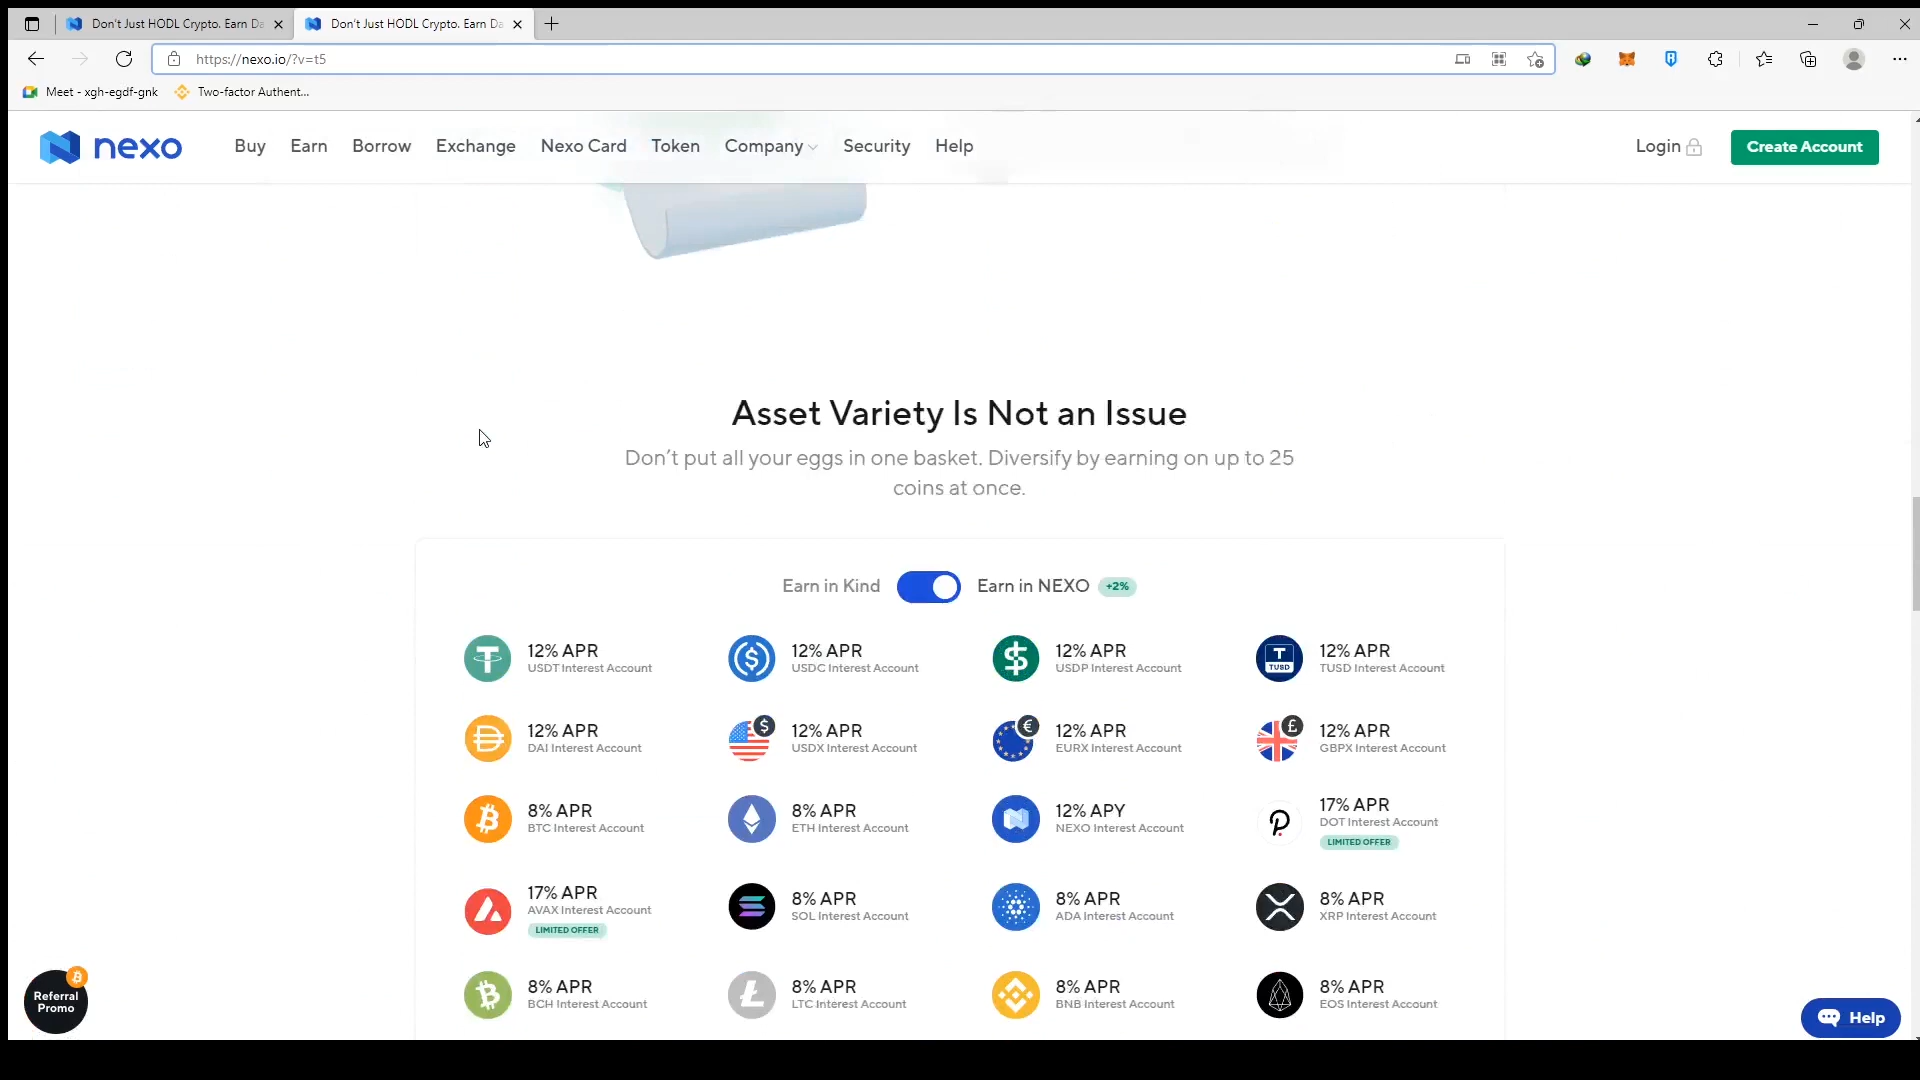 Don't Just HODL Crypto. Earn Da
Don't Just HODL Crypto. Earn Da
https://nexo.io/?v=t5
Meet - xgh-egdf-gnk
Two-factor Authent...
nexo
Buy
Earn
Borrow
Exchange
Nexo Card
Token
Company
Security
Help
Login
Create Account
Asset Variety Is Not an Issue
Don't put all your eggs in one basket. Diversify by earning on up to 25
coins at once.
Earn in Kind
Earn in NEXO
+2%
12% APR
USDT Interest Account
12% APR
USDC Interest Account
12% APR
USDP Interest Account
TUSD
12% APR
TUSD Interest Account
12% APR
DAI Interest Account
12% APR
USDX Interest Account
12% APR
EURX Interest Account
12% APR
GBPX Interest Account
8% APR
BTC Interest Account
8% APR
ETH Interest Account
12% APY
NEXO Interest Account
17% APR
DOT Interest Account
LIMITED OFFER
17% APR
AVAX Interest Account
LIMITED OFFER
8% APR
SOL Interest Account
8% APR
ADA Interest Account
8% APR
XRP Interest Account
8% APR
BCH Interest Account
8% APR
LTC Interest Account
8% APR
BNB Interest Account
8% APR
EOS Interest Account
Referral
Promo
Help